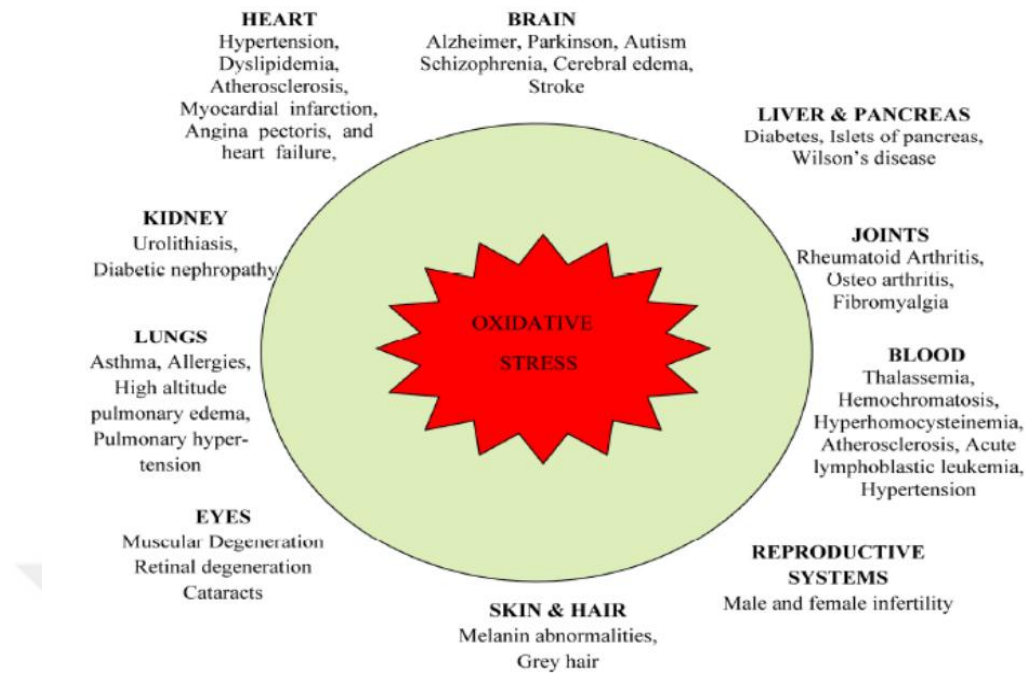 HEART
Hypertension,
Dyslipidemia,
Atherosclerosis,
Myocardial infarction,
Angina pectoris, and
heart failure,
BRAIN
Alzheimer, Parkinson, Autism
Schizophrenia, Cerebral edema,
Stroke
LIVER & PANCREAS
Diabetes, Islets of pancreas,
Wilson's disease
KIDNEY
Urolithiasis,
Diabetic nephropathy
JOINTS
Rheumatoid Arthritis,
Osteo arthritis,
Fibromyalgia
OXIDATIVE
STRESS
LUNGS
Asthma, Allergies,
High altitude
pulmonary edema,
Pulmonary hyper-
tension
BLOOD
Thalassemia,
Hemochromatosis,
Hyperhomocysteinemia,
Atherosclerosis, Acute
lymphoblastic leukemia,
Hypertension
EYES
Muscular Degeneration
Retinal degeneration
Cataracts
REPRODUCTIVE
SYSTEMS
Male and female infertility
SKIN & HAIR
Melanin abnormalities,
Grey hair